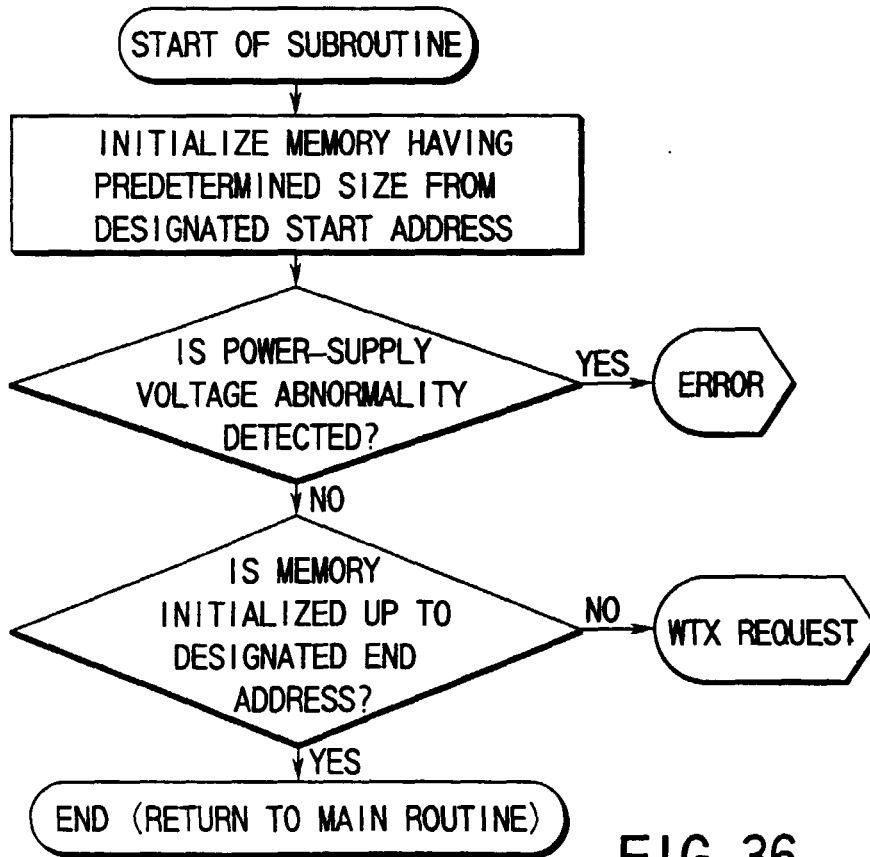 START OF SUBROUTINE
INITIALIZE MEMORY HAVING
PREDETERMINED SIZE FROM
DESIGNATED START ADDRESS
IS POWER-SUPPLY
VOLTAGE ABNORMALITY
DETECTED?
YES
ERROR
NO
IS MEMORY
INITIALIZED UP TO
DESIGNATED END
ADDRESS?
NO
WTX REQUEST
YES
END (RETURN TO MAIN ROUTINE)
FIG. 36